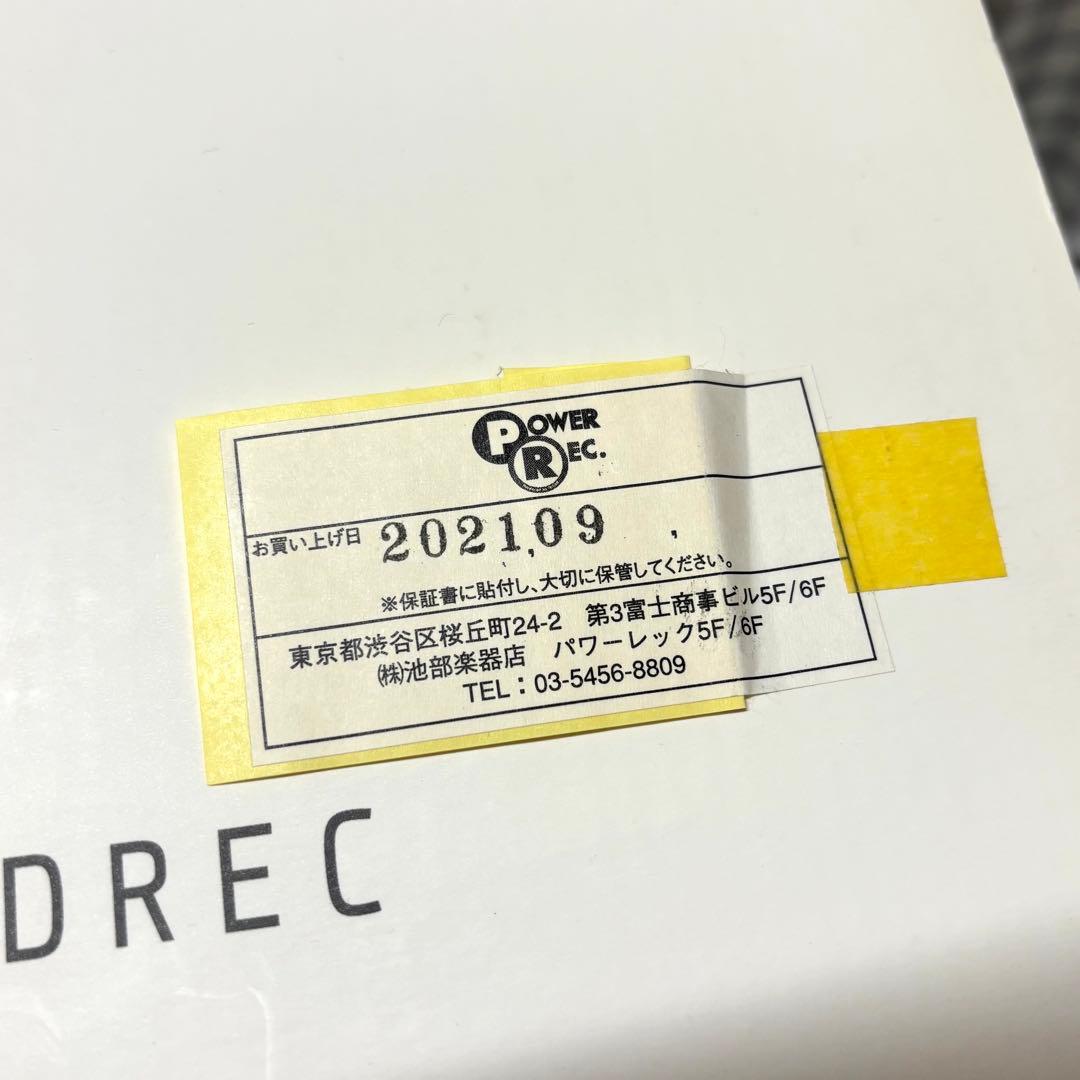 POWER
REC.
お買い上げ日 2021,09 ,
※保証書に貼付し、大切に保管してください。
東京都渋谷区桜丘町24-2 第3富士商事ビル5F/6F
㈱池部楽器店 パワーレック5F/6F
TEL：03-5456-8809
DREC